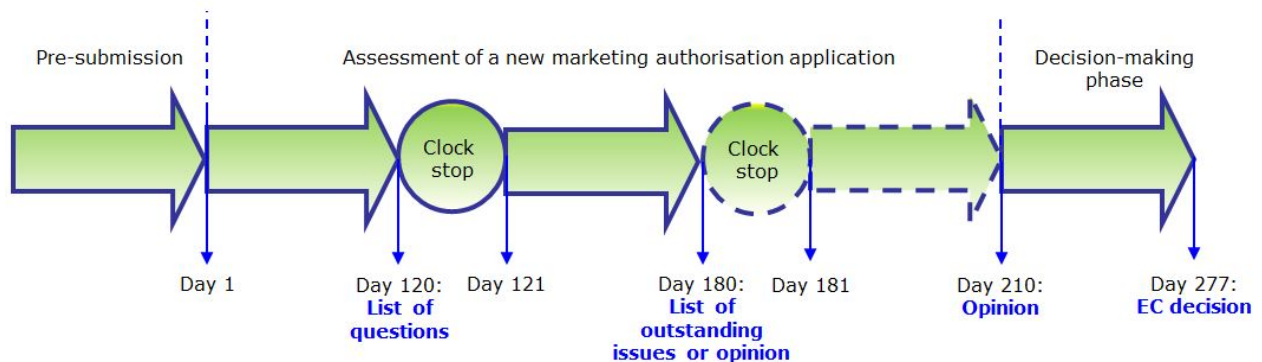 Pre-submission
Assessment of a new marketing authorisation application
Decision-making
phase
Clock
stop
Clock
stop
Day 1
Day 120:
List of
questions
Day 121
Day 180:
List of
outstanding
issues or opinion
Day 181
Day 210:
Opinion
Day 277:
EC decision